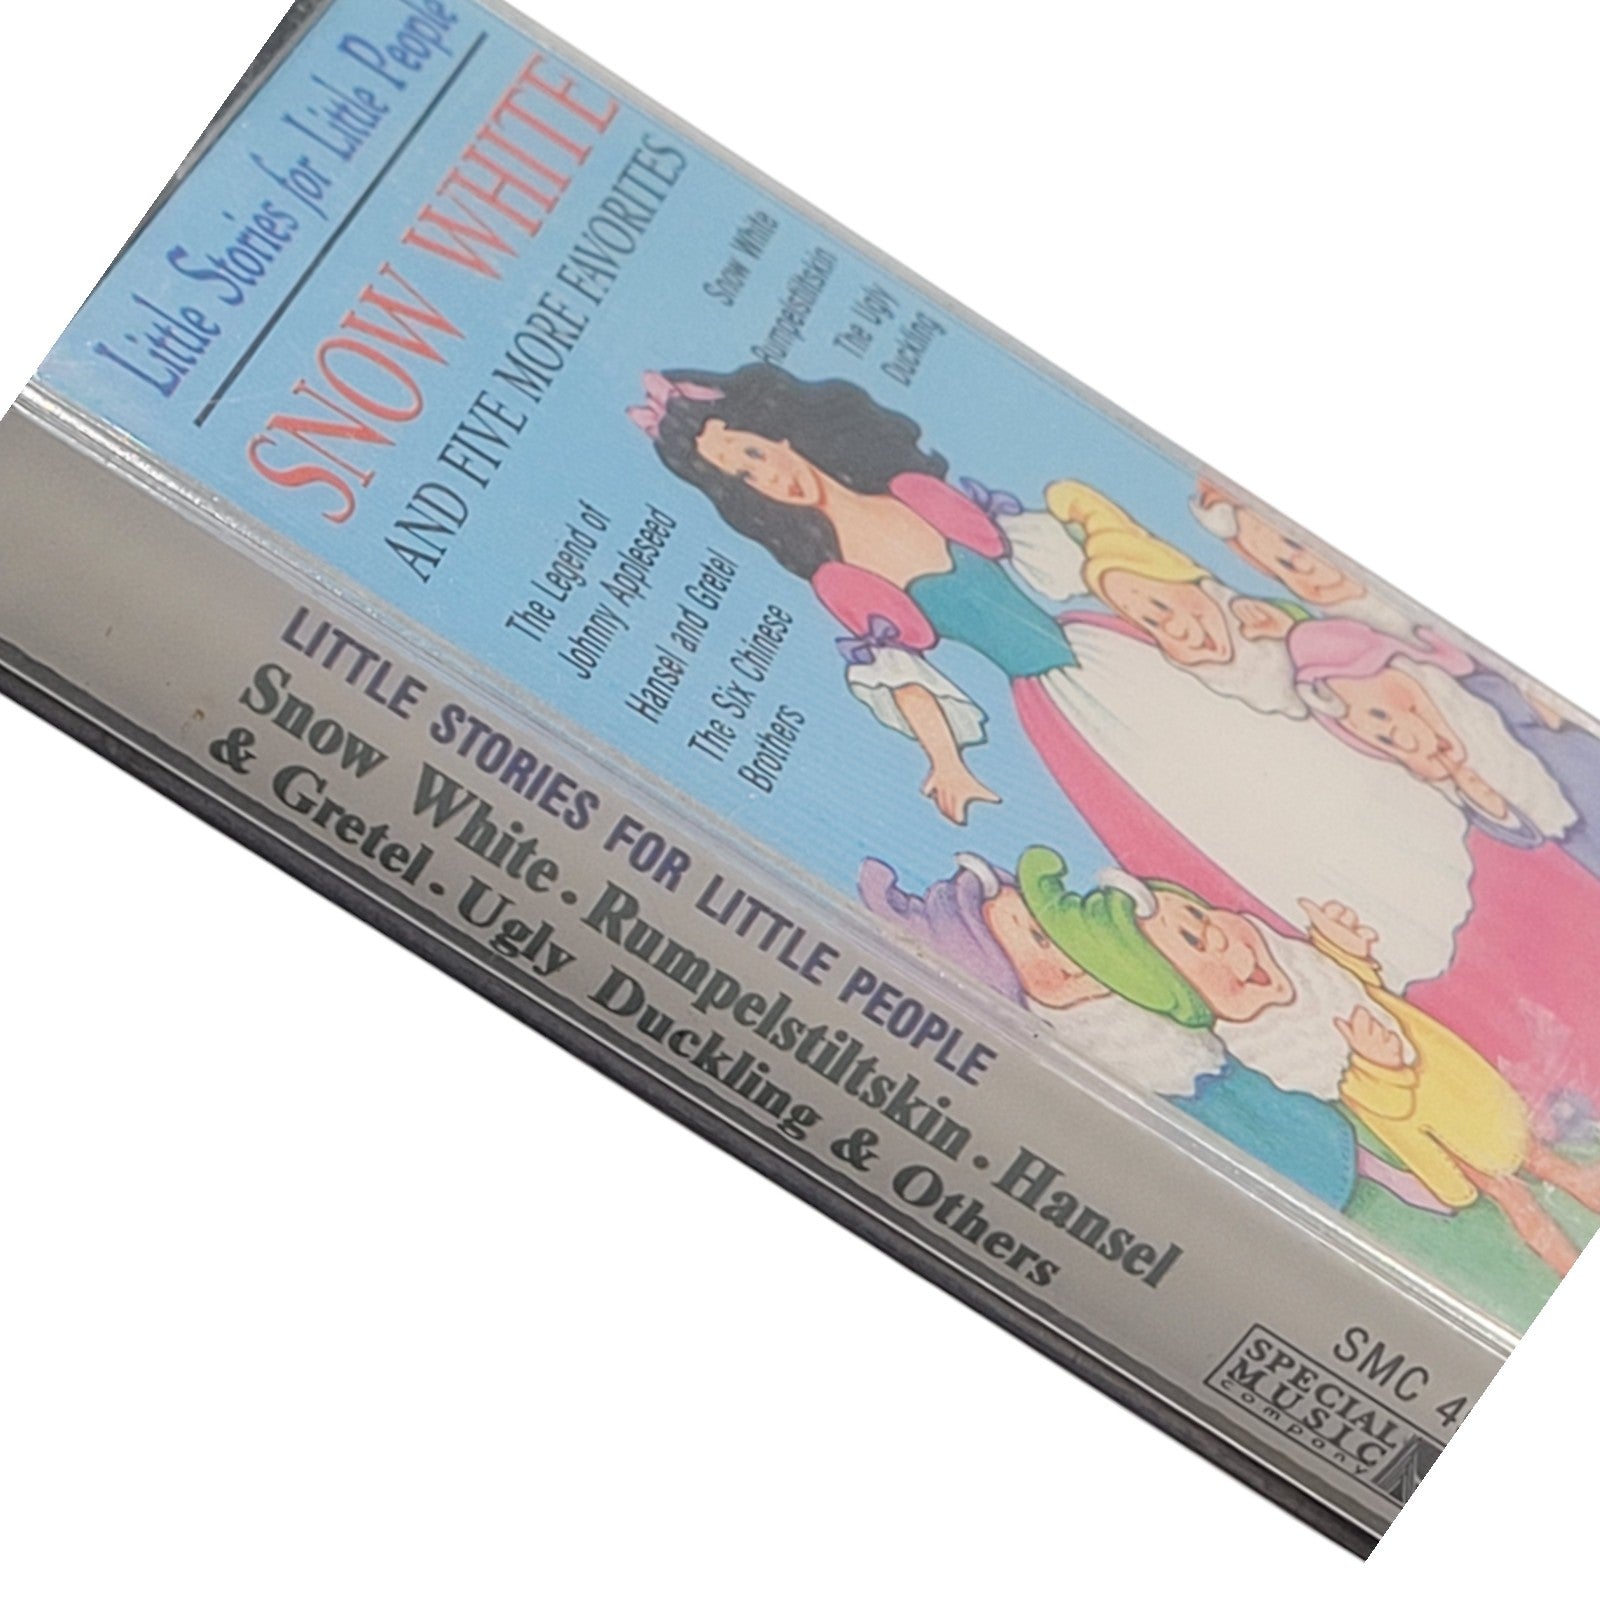 Little Stories for Little People
SNOW WHITE
AND FIVE MORE FAVORITES
The Legend of
Johnny Appleseed
Hansel and Gretel
The Six Chinese
Brothers
Snow White
Rumpelstiltskin
The Ugly
Duckling
LITTLE STORIES FOR LITTLE PEOPLE
Snow White · Rumpelstiltskin · Hansel
& Gretel · Ugly Duckling & Others
SMC
SPECIAL
MUSIC
company